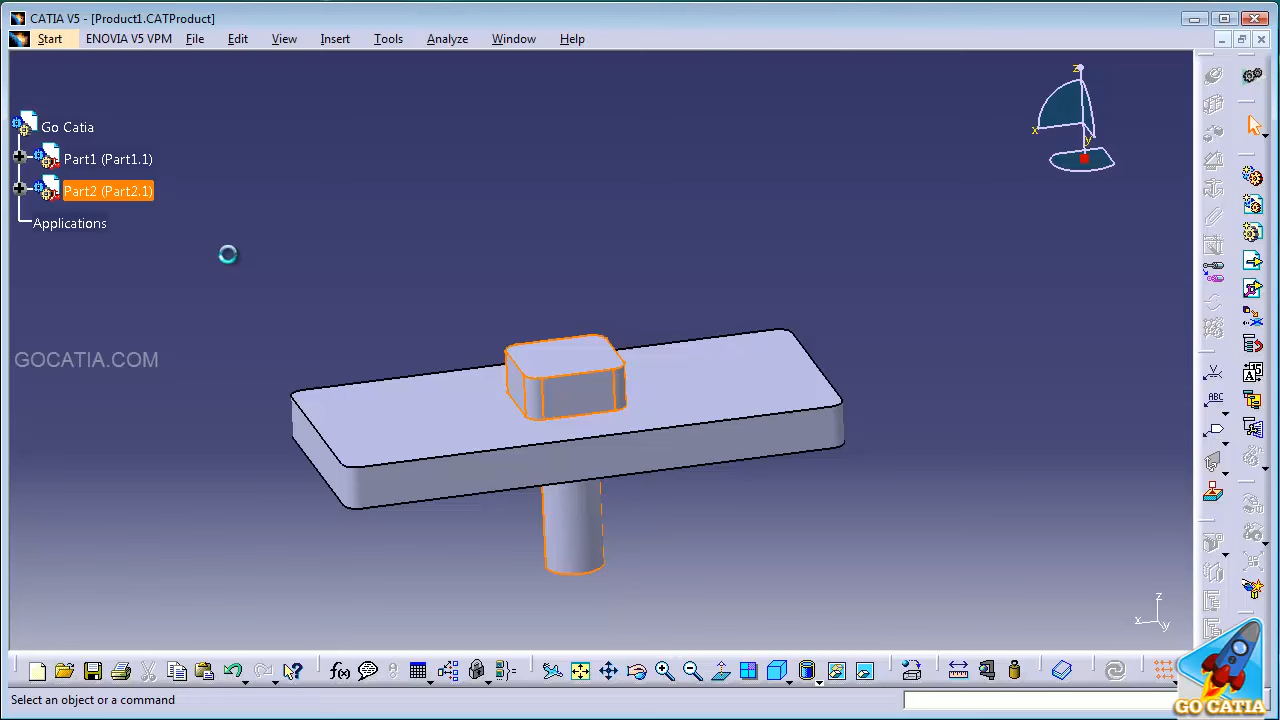 CATIA V5 - [Product1.CATProduct]
Start ENOVIA V5 VPM File Edit View Insert Tools Analyze Window Help
z
x
y
Go Catia
Part1 (Part1.1)
Part2 (Part2.1)
Applications
GOCATIA.COM
ABC
z
x
y
f(x)
Select an object or a command
GO CATIA